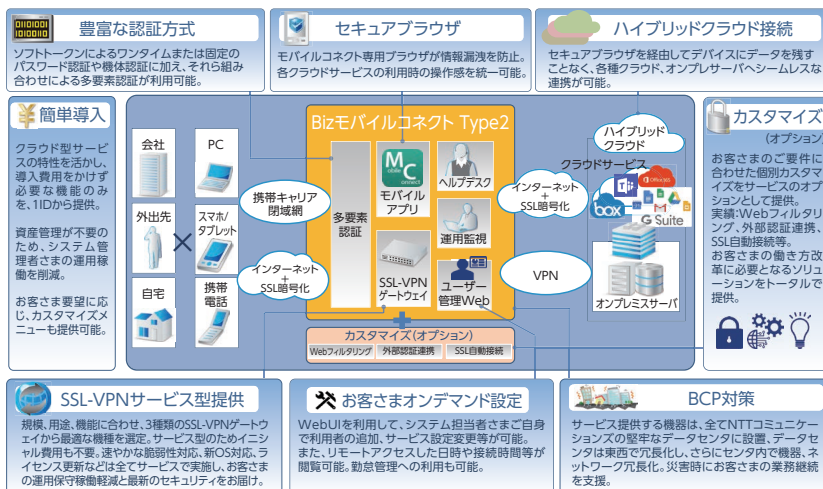 豊富な認証方式
ソフトトークンによるワンタイムまたは固定の
パスワード認証や機体認証に加え、それら組み
合わせによる多要素認証が利用可能。
セキュアブラウザ
モバイルコネクト専用ブラウザが情報漏洩を防止。
各クラウドサービスの利用時の操作感を統一可能。
ハイブリッドクラウド接続
セキュアブラウザを経由してデバイスにデータを残す
ことなく、各種クラウド、オンプレサーバへシームレスな
連携が可能。
簡単導入
クラウド型サービス
の特性を活かし、
導入費用をかけず
必要な機能のみ
を、1IDから提供。
資産管理が不要の
ため、システム管
理者さまの運用稼
働を削減。
お客さま要望に応
じ、カスタマイズメ
ニューも提供可能。
会社
PC
外出先
スマホ/
タブレット
自宅
携帯
電話
携帯キャリア
閉域網
インターネット
+
SSL暗号化
Bizモバイルコネクト Type2
多要素
認証
MC
mobile
connect
モバイル
アプリ
ヘルプデスク
運用監視
SSL-VPN
ゲートウェイ
ユーザー
管理Web
カスタマイズ(オプション)
Webフィルタリング
外部認証連携
SSL自動接続
インターネット
+
SSL暗号化
VPN
ハイブリッド
クラウド
クラウドサービス
Office 365
box
G Suite
オンプレミスサーバ
カスタマイズ
(オプション)
お客さまのご要件に
合わせた個別カスタマ
イズをサービスのオプ
ションとして提供。
実績:Webフィルタリ
ング、外部認証連携、
SSL自動接続等。
お客さまの働き方改
革に必要となるソリュ
ーションをトータルで
提供。
SSL-VPNサービス型提供
規模、用途、機能に合わせ、3種類のSSL-VPNゲートウ
ェイから最適な機種を選定。サービス型のためイニシ
ャル費用も不要。速やかな脆弱性対応、新OS対応、ラ
イセンス更新などは全てサービスで実施し、お客さま
の運用保守稼働軽減と最新のセキュリティをお届け。
お客さまオンデマンド設定
WebUIを利用して、システム担当者さまご自身
で利用者の追加、サービス設定変更等が可能。
また、リモートアクセスした日時や接続時間等が
閲覧可能。勤怠管理への利用も可能。
BCP対策
サービス提供する機器は、全てNTTコミュニケー
ションズの堅牢なデータセンタに設置、データセ
ンタは東西で冗長化し、さらにセンタ内で機器、ネ
ットワーク冗長化。災害時にお客さまの業務継続
を支援。